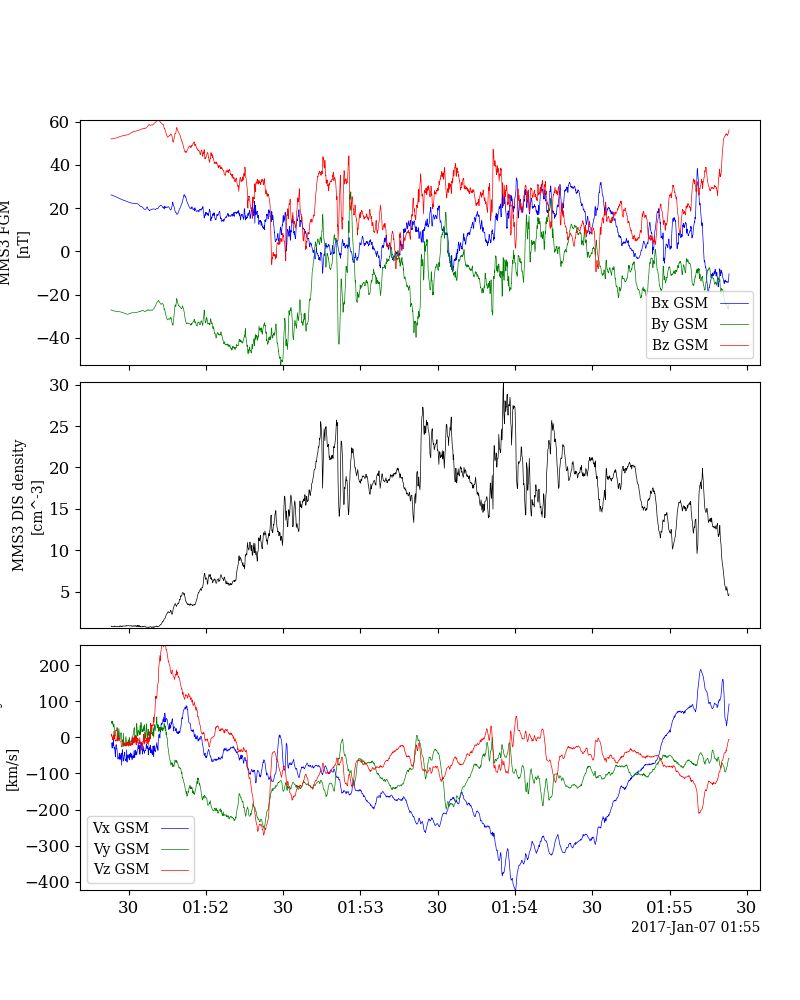 60
40
20
0
−20
−40
MMS3 FGM
[nT]
Bx GSM
By GSM
Bz GSM
30
25
20
15
10
5
MMS3 DIS density
[cm^-3]
200
100
0
−100
−200
−300
−400
[km/s]
Vx GSM
Vy GSM
Vz GSM
30 01:52 30 01:53 30 01:54 30 01:55 30
2017-Jan-07 01:55